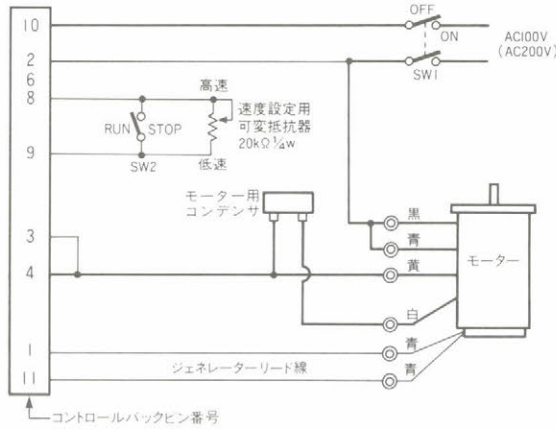 OFF
10
ON
AC100V
(AC200V)
2
SW1
6
8
高速
速度設定用
可変抵抗器
20kΩ¼w
RUN
STOP
9
SW2
低速
モーター用
コンデンサ
黒
3
青
モーター
4
黄
白
1
青
ジェネレーターリード線
11
青
コントロールパックピン番号